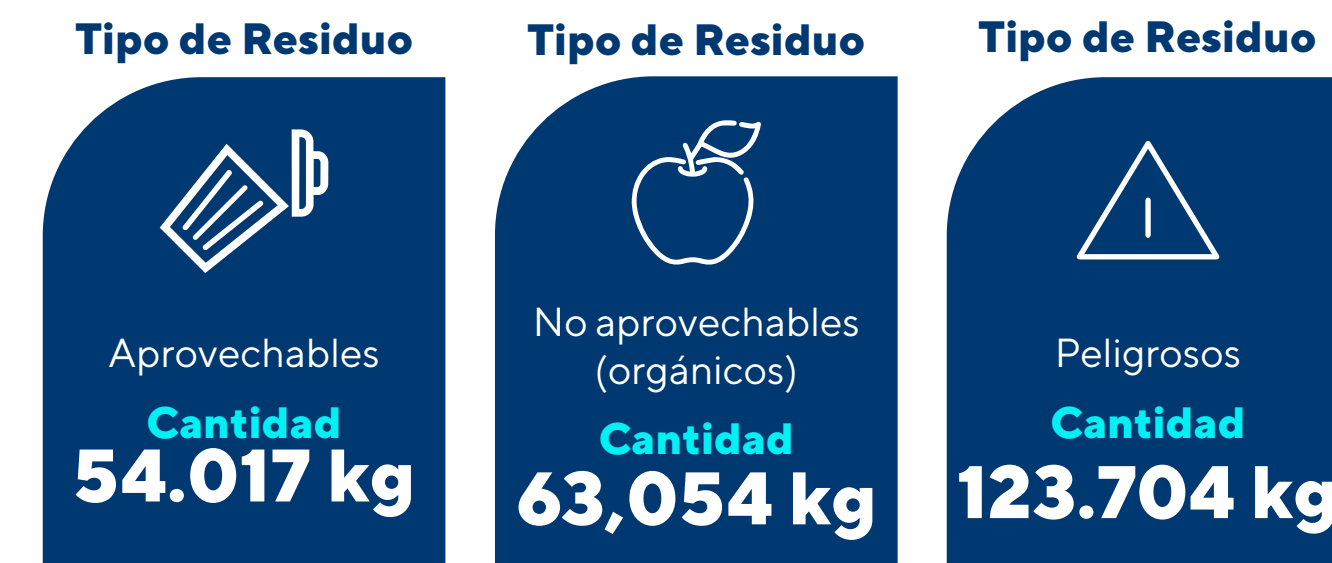 Tipo de Residuo
Aprovechables
Cantidad
54.017 kg
Tipo de Residuo
No aprovechables
(orgánicos)
Cantidad
63,054 kg
Tipo de Residuo
Peligrosos
Cantidad
123.704 kg